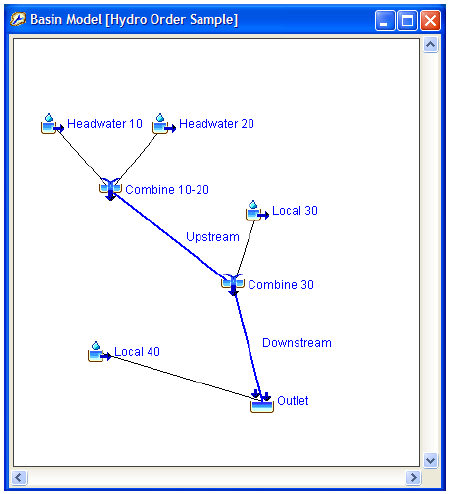 Basin Model [Hydro Order Sample]
Headwater 10
Headwater 20
Combine 10-20
Local 30
Upstream
Combine 30
Downstream
Local 40
Outlet